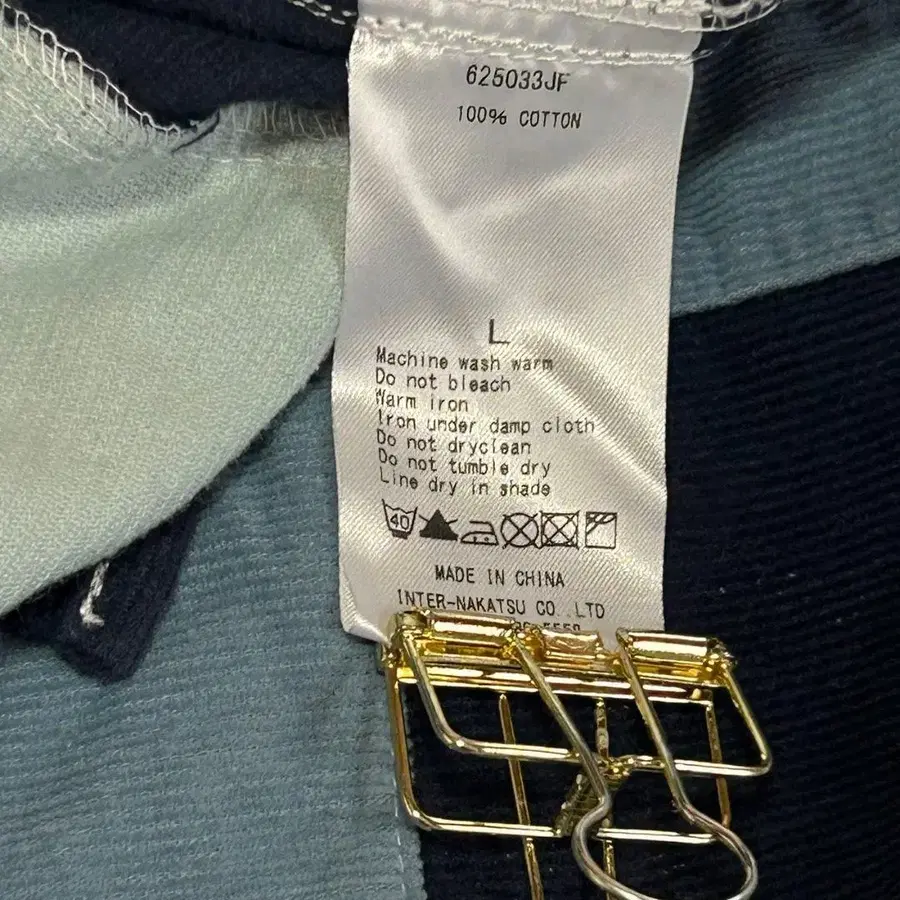 625033JF
100% COTTON
L
Machine wash warm
Do not bleach
Warm iron
Iron under damp cloth
Do not dryclean
Do not tumble dry
Line dry in shade
40
MADE IN CHINA
INTER-NAKATSU CO.,LTD